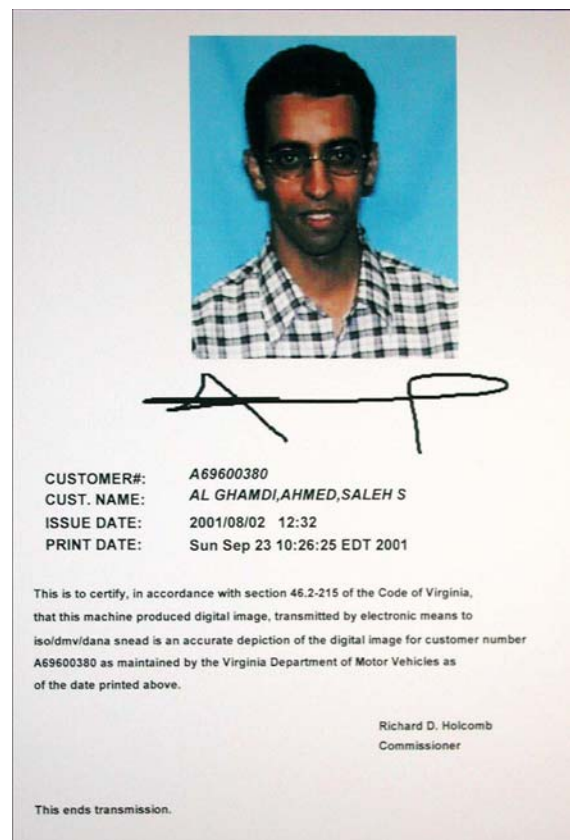 CUSTOMER#: A69600380
CUST. NAME: AL GHAMDI,AHMED,SALEH S
ISSUE DATE: 2001/08/02 12:32
PRINT DATE: Sun Sep 23 10:26:25 EDT 2001
This is to certify, in accordance with section 46.2-215 of the Code of Virginia,
that this machine produced digital image, transmitted by electronic means to
iso/dmv/dana snead is an accurate depiction of the digital image for customer number
A69600380 as maintained by the Virginia Department of Motor Vehicles as
of the date printed above.
Richard D. Holcomb
Commissioner
This ends transmission.